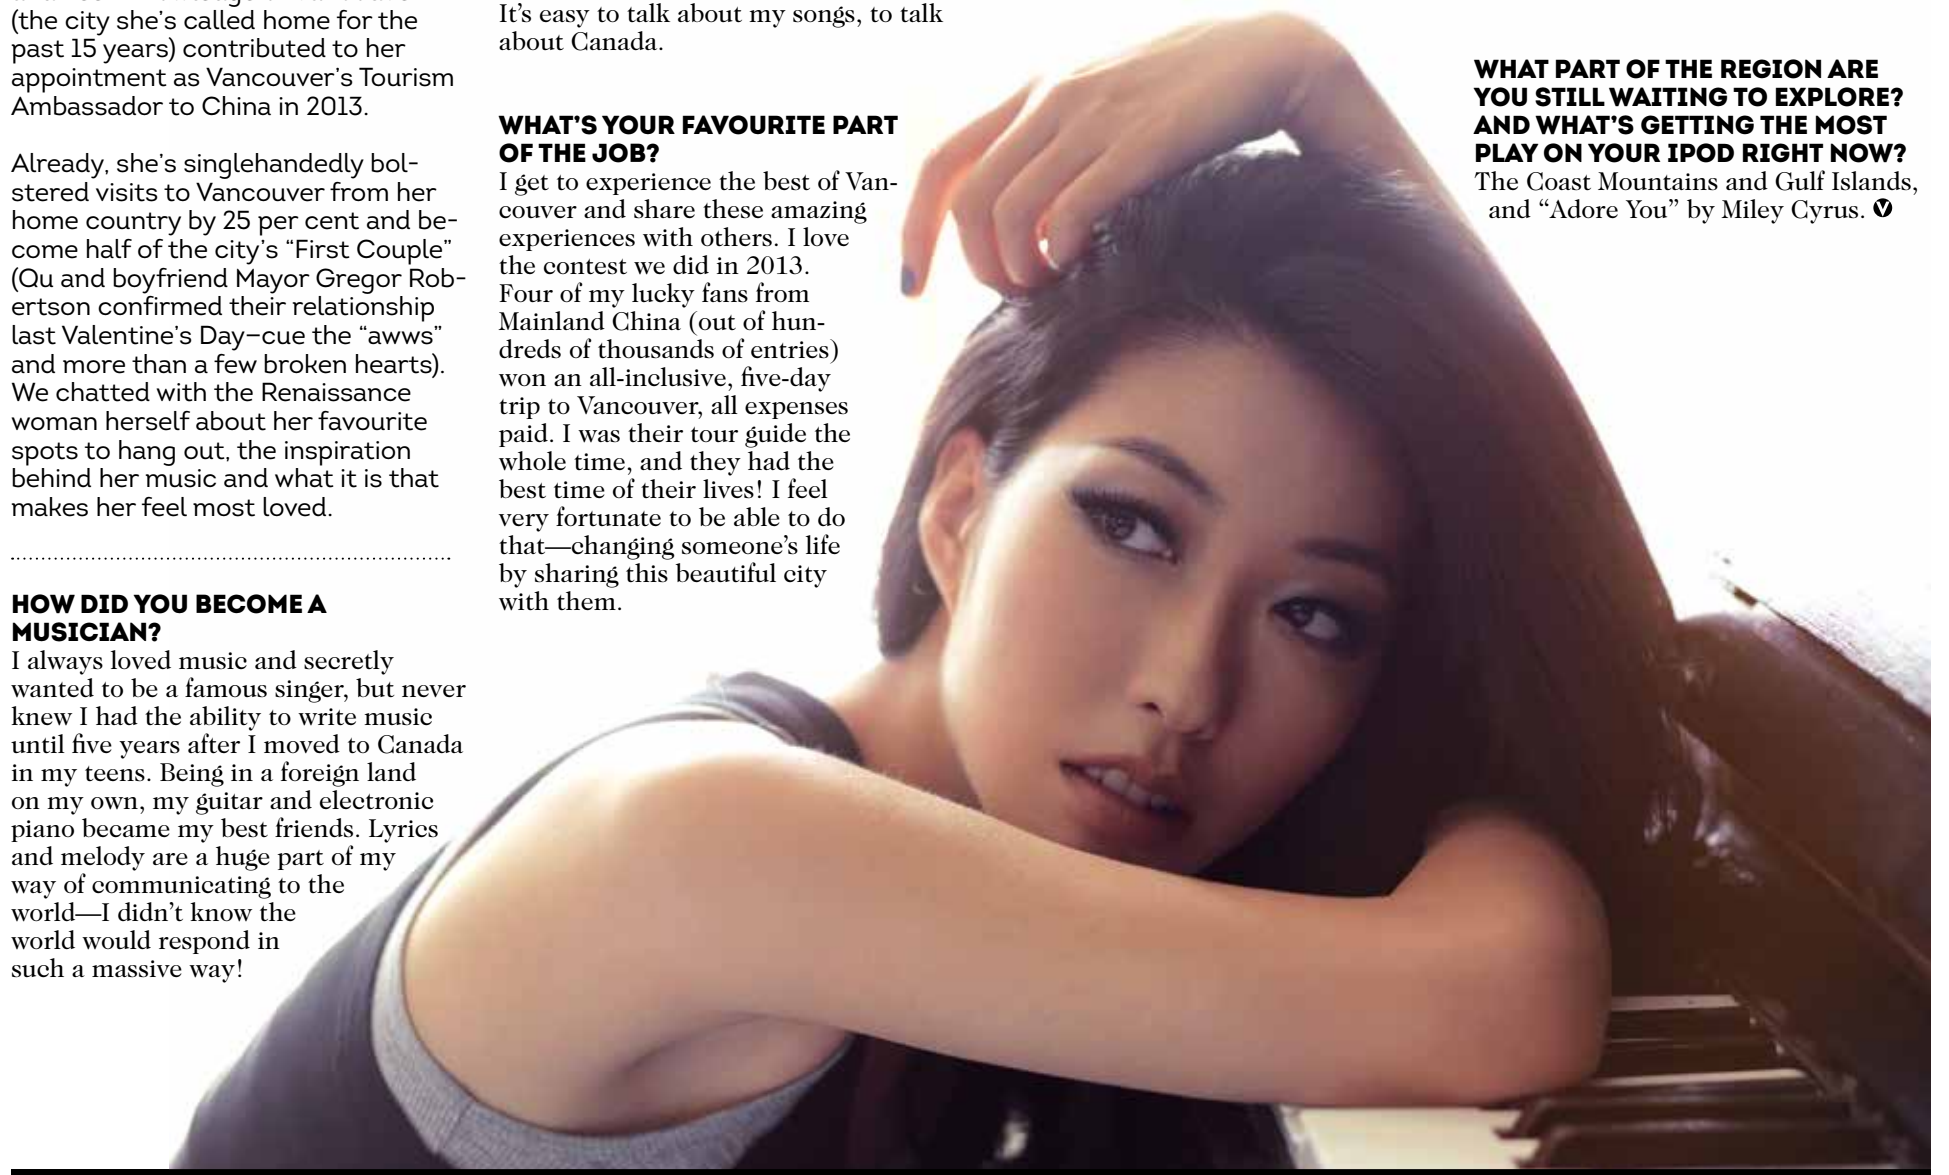 (the city she's called home for the
past 15 years) contributed to her
appointment as Vancouver's Tourism
Ambassador to China in 2013.
Already, she's singlehandedly bol-
stered visits to Vancouver from her
home country by 25 per cent and be-
come half of the city's “First Couple”
(Qu and boyfriend Mayor Gregor Rob-
ertson confirmed their relationship
last Valentine's Day—cue the “awws”
and more than a few broken hearts).
We chatted with the Renaissance
woman herself about her favourite
spots to hang out, the inspiration
behind her music and what it is that
makes her feel most loved.
HOW DID YOU BECOME A
MUSICIAN?
I always loved music and secretly
wanted to be a famous singer, but never
knew I had the ability to write music
until five years after I moved to Canada
in my teens. Being in a foreign land
on my own, my guitar and electronic
piano became my best friends. Lyrics
and melody are a huge part of my
way of communicating to the
world—I didn't know the
world would respond in
such a massive way!
It's easy to talk about my songs, to talk
about Canada.
WHAT'S YOUR FAVOURITE PART
OF THE JOB?
I get to experience the best of Van-
couver and share these amazing
experiences with others. I love
the contest we did in 2013.
Four of my lucky fans from
Mainland China (out of hun-
dreds of thousands of entries)
won an all-inclusive, five-day
trip to Vancouver, all expenses
paid. I was their tour guide the
whole time, and they had the
best time of their lives! I feel
very fortunate to be able to do
that—changing someone's life
by sharing this beautiful city
with them.
WHAT PART OF THE REGION ARE
YOU STILL WAITING TO EXPLORE?
AND WHAT'S GETTING THE MOST
PLAY ON YOUR IPOD RIGHT NOW?
The Coast Mountains and Gulf Islands,
and “Adore You” by Miley Cyrus. V